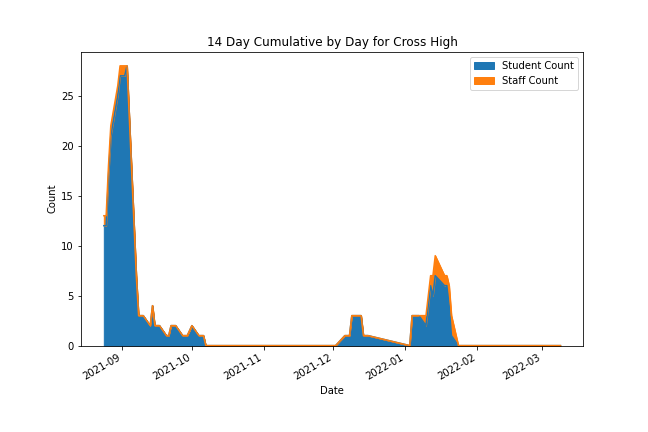 14 Day Cumulative by Day for Cross High
Student Count
Staff Count
Count
25
20
15
10
5
0
2021-09
2021-10
2021-11
2021-12
2022-01
2022-02
2022-03
Date